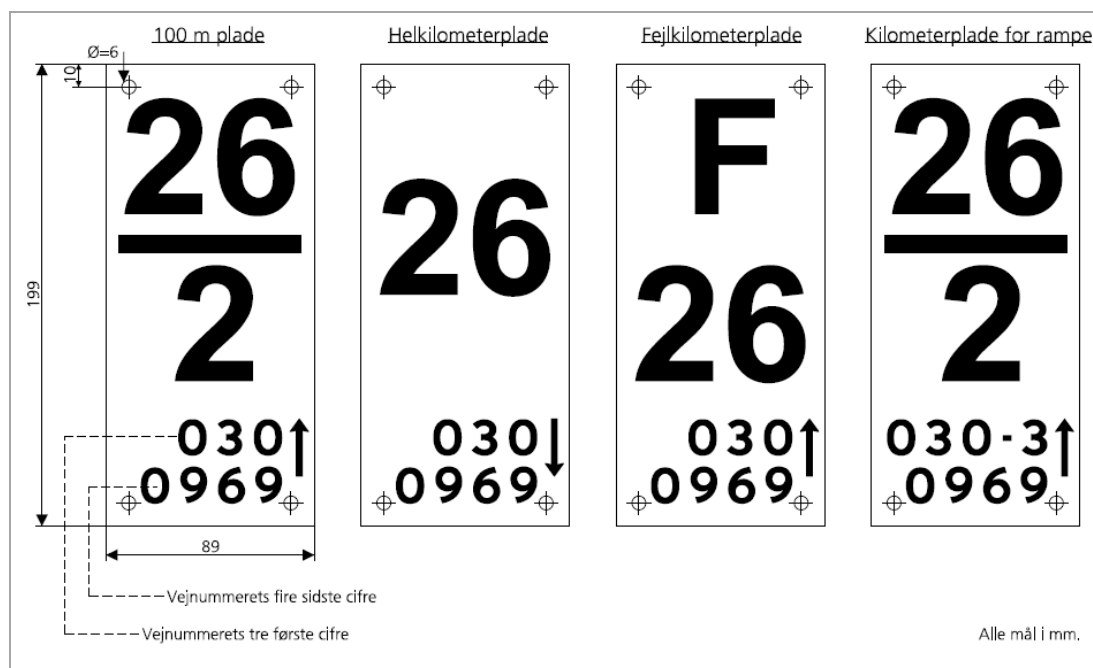 100 m plade
Helkilometerplade
Fejlkilometerplade
Kilometerplade for rampe
Ø=6
10
199
26
2
030
0969
89
26
030
0969
F
26
030
0969
26
2
030-3
0969
Vejnummerets fire sidste cifre
Vejnummerets tre første cifre
Alle mål i mm.